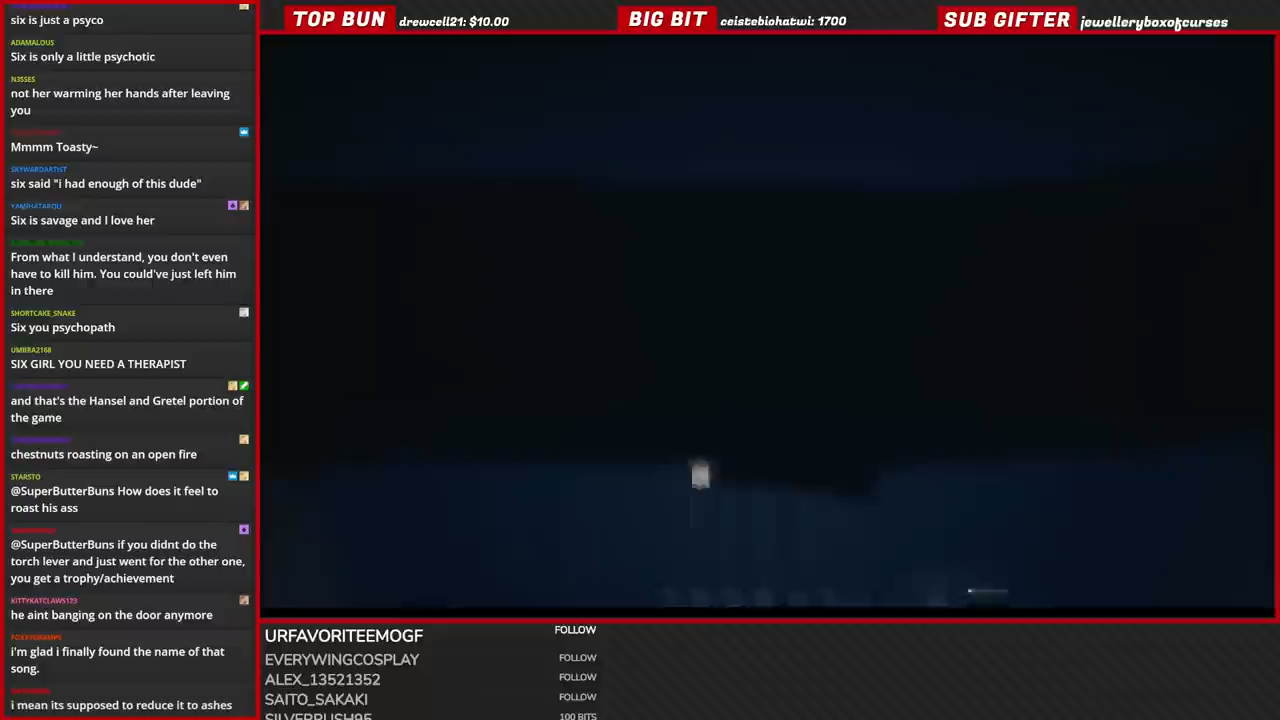 TOP BUN drewcell21: $10.00 BIG BIT ceistebiohatwi: 1700 SUB GIFTER jewelleryboxofcurses
six is just a psyco
ADAMALOUS
Six is only a little psychotic
N3SSES
not her warming her hands after leaving
you
Mmmm Toasty~
SKYWARDARTIST
six said "i had enough of this dude"
Six is savage and I love her
From what I understand, you don't even
have to kill him. You could've just left him
in there
SHORTCAKE_SNAKE
Six you psychopath
UMBRA2168
SIX GIRL YOU NEED A THERAPIST
and that's the Hansel and Gretel portion of
the game
chestnuts roasting on an open fire
STARSTO
@SuperButterBuns How does it feel to
roast his ass
@SuperButterBuns if you didnt do the
torch lever and just went for the other one,
you get a trophy/achievement
KITTYKATCLAWS123
he aint banging on the door anymore
i'm glad i finally found the name of that
song.
i mean its supposed to reduce it to ashes
URFAVORITEEMOGF FOLLOW
EVERYWINGCOSPLAY FOLLOW
ALEX_13521352 FOLLOW
SAITO_SAKAKI FOLLOW
100 BITS